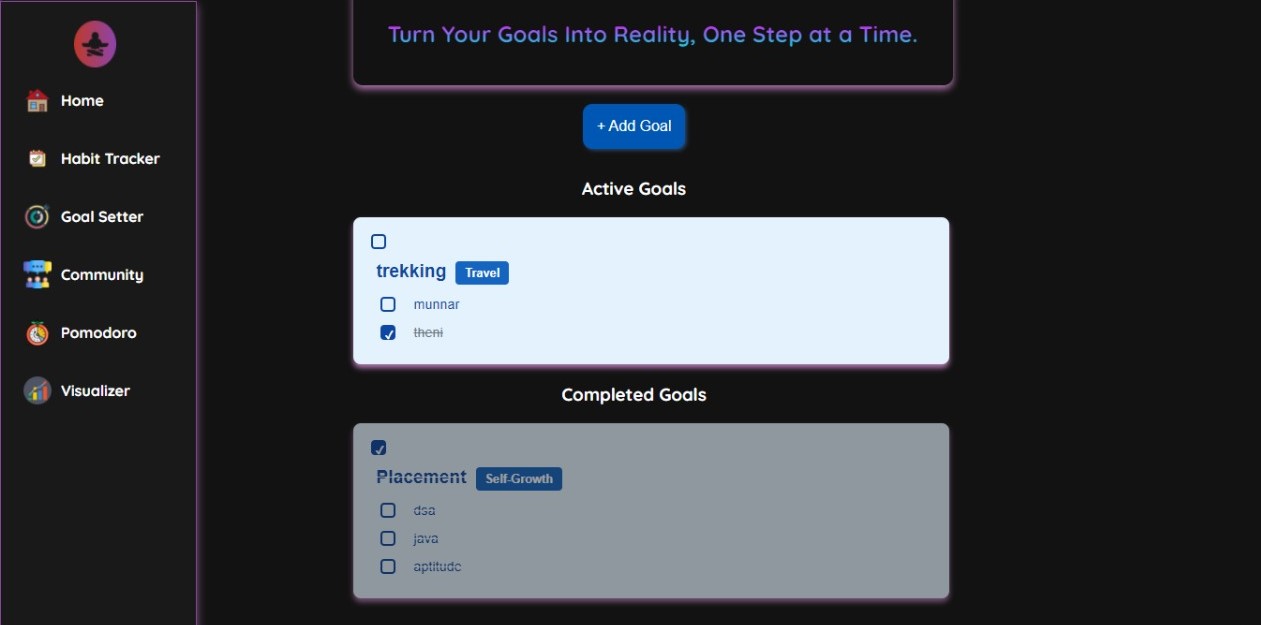 Turn Your Goals Into Reality, One Step at a Time.
+ Add Goal
Home
Habit Tracker
Goal Setter
Community
Pomodoro
Visualizer
Active Goals
trekking Travel
munnar
theni
Completed Goals
Placement Self-Growth
dsa
java
aptitude